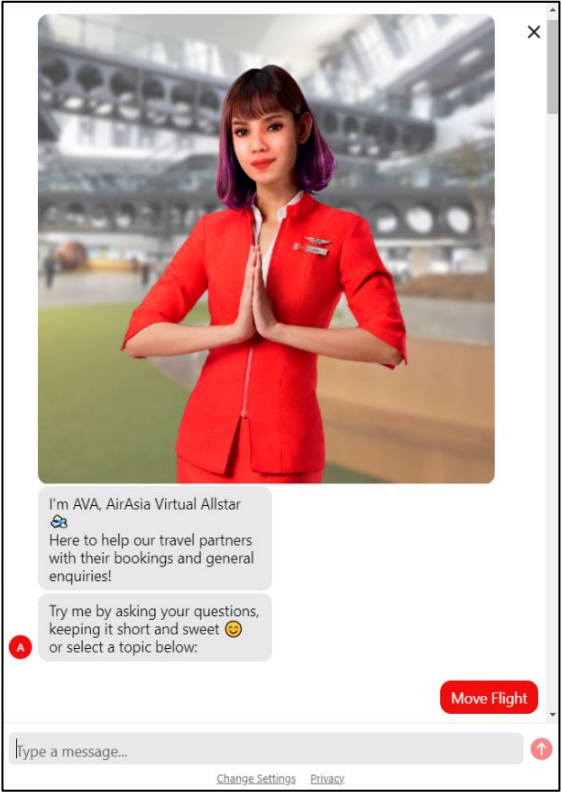 I'm AVA, AirAsia Virtual Allstar
Here to help our travel partners
with their bookings and general
enquiries!
Try me by asking your questions,
keeping it short and sweet 😊
or select a topic below:
A
Move Flight
Type a message...
Change Settings Privacy